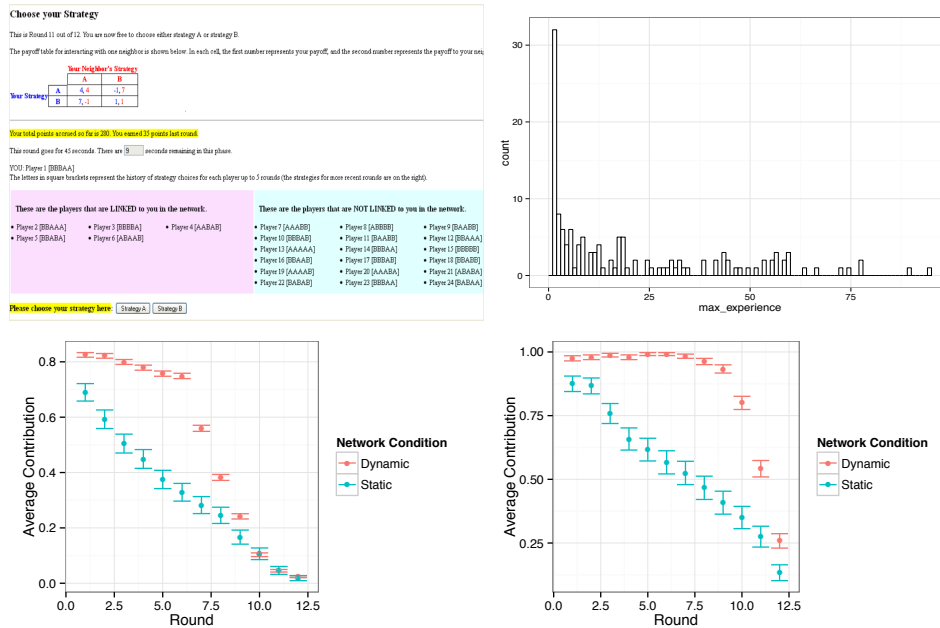 Choose your Strategy
This is Round 11 out of 12. You are now free to choose either strategy A or strategy B.
The payoff table for interacting with one neighbor is shown below. In each cell, the first number represents your payoff, and the second number represents the payoff to your nei
Your Neighbor's Strategy
A B
Your Strategy A 4, 4 -1, 7
B 7, -1 1, 1
Your total points accrued so far is 280. You earned 25 points last round.
This round goes for 45 seconds. There are 9 seconds remaining in this phase.
YOU: Player 1 [BBBAA]
The letters in square brackets represent the history of strategy choices for each player up to 5 rounds (the strategies for more recent rounds are on the right).
These are the players that are LINKED to you in the network.
• Player 2 [BBAAA] • Player 3 [BBBBA] • Player 4 [AABAB]
• Player 5 [BBABA] • Player 6 [ABAAB]
These are the players that are NOT LINKED to you in the network.
• Player 7 [AAABB] • Player 8 [ABBBB] • Player 9 [BAABB]
• Player 10 [BBBAB] • Player 11 [BAABB] • Player 12 [BBAAA]
• Player 13 [AAAAA] • Player 14 [BBBAA] • Player 15 [BBBBB]
• Player 16 [BBAAB] • Player 17 [BBBAB] • Player 18 [BBABB]
• Player 19 [AAAAB] • Player 20 [AAABA] • Player 21 [ABABA]
• Player 22 [BABAB] • Player 23 [BBBAA] • Player 24 [BABAA]
Please choose your strategy here: Strategy A Strategy B
count
30
20
10
0
0 25 50 75
max_experience
Average Contribution
0.8
0.6
0.4
0.2
0.0
0.0 2.5 5.0 7.5 10.0 12.5
Round
Network Condition
Dynamic
Static
Average Contribution
1.00
0.75
0.50
0.25
0.0 2.5 5.0 7.5 10.0 12.5
Round
Network Condition
Dynamic
Static